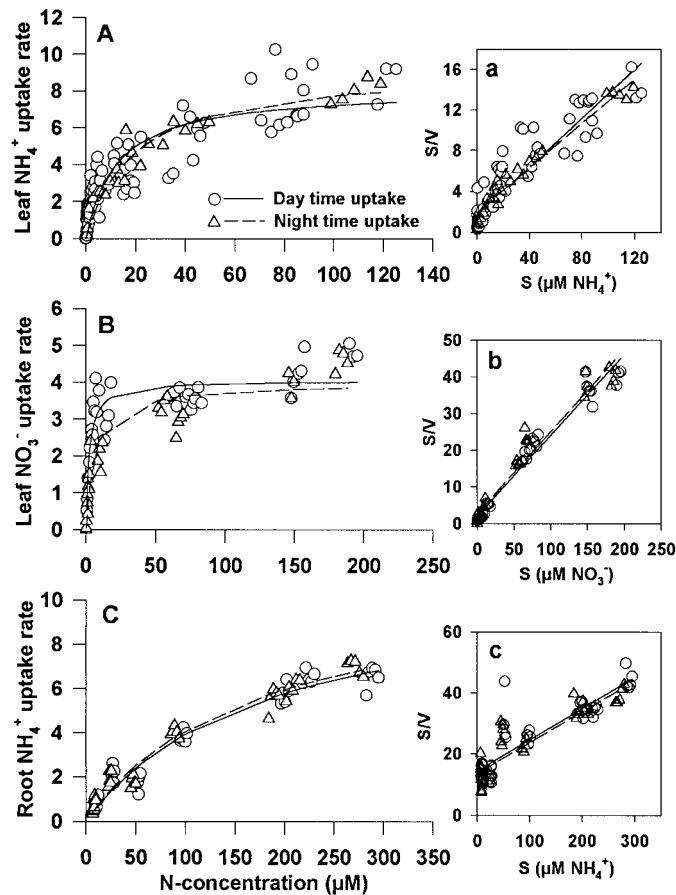 A
Leaf NH₄⁺ uptake rate
12
10
8
6
4
2
0
Day time uptake
Night time uptake
0 20 40 60 80 100 120 140
a
S/V
16
12
8
4
0
0 40 80 120
S (µM NH₄⁺)
B
Leaf NO₃⁻ uptake rate
6
5
4
3
2
1
0
0 50 100 150 200 250
b
S/V
50
40
30
20
10
0
0 50 100 150 200 250
S (µM NO₃⁻)
C
Root NH₄⁺ uptake rate
10
8
6
4
2
0
0 50 100 150 200 250 300 350
N-concentration (µM)
c
S/V
60
40
20
0
0 100 200 300
S (µM NH₄⁺)